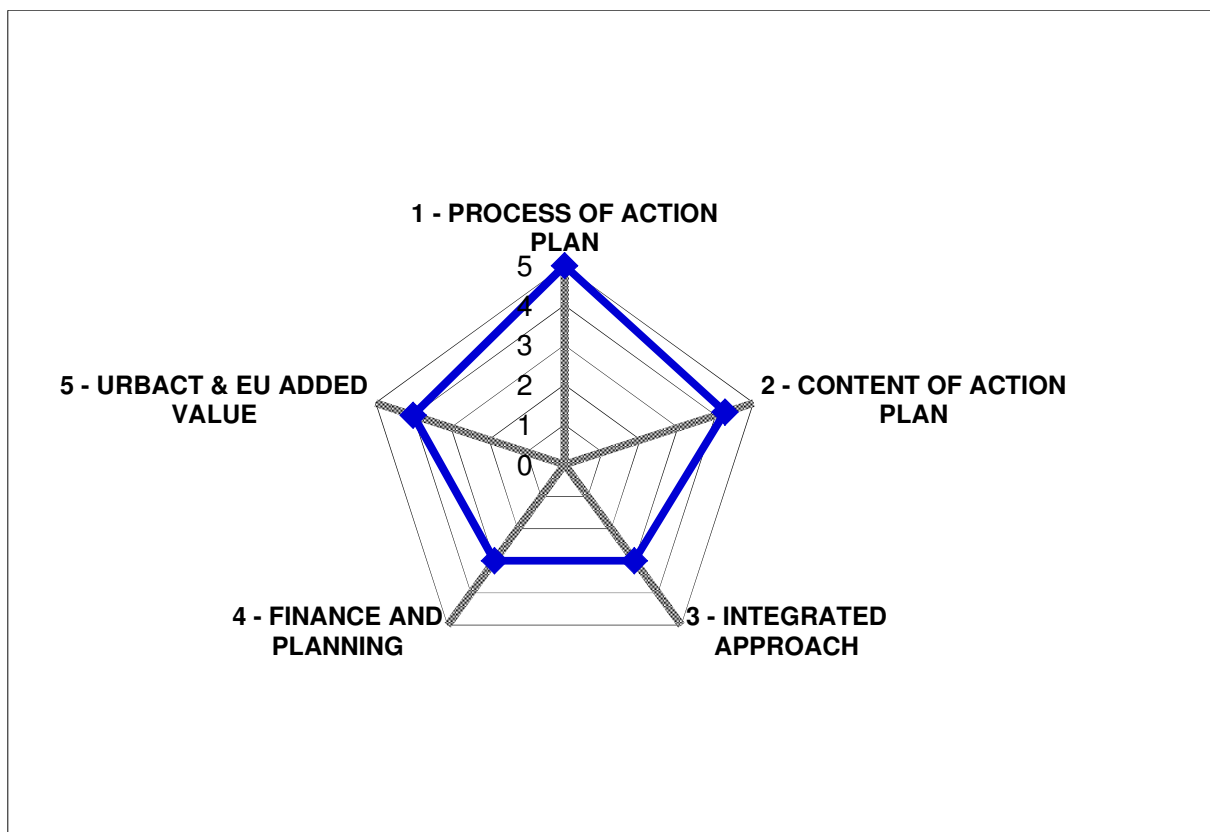 1 - PROCESS OF ACTION
PLAN
5
4
3
2
1
0
2 - CONTENT OF ACTION
PLAN
3 - INTEGRATED
APPROACH
4 - FINANCE AND
PLANNING
5 - URBACT & EU ADDED
VALUE